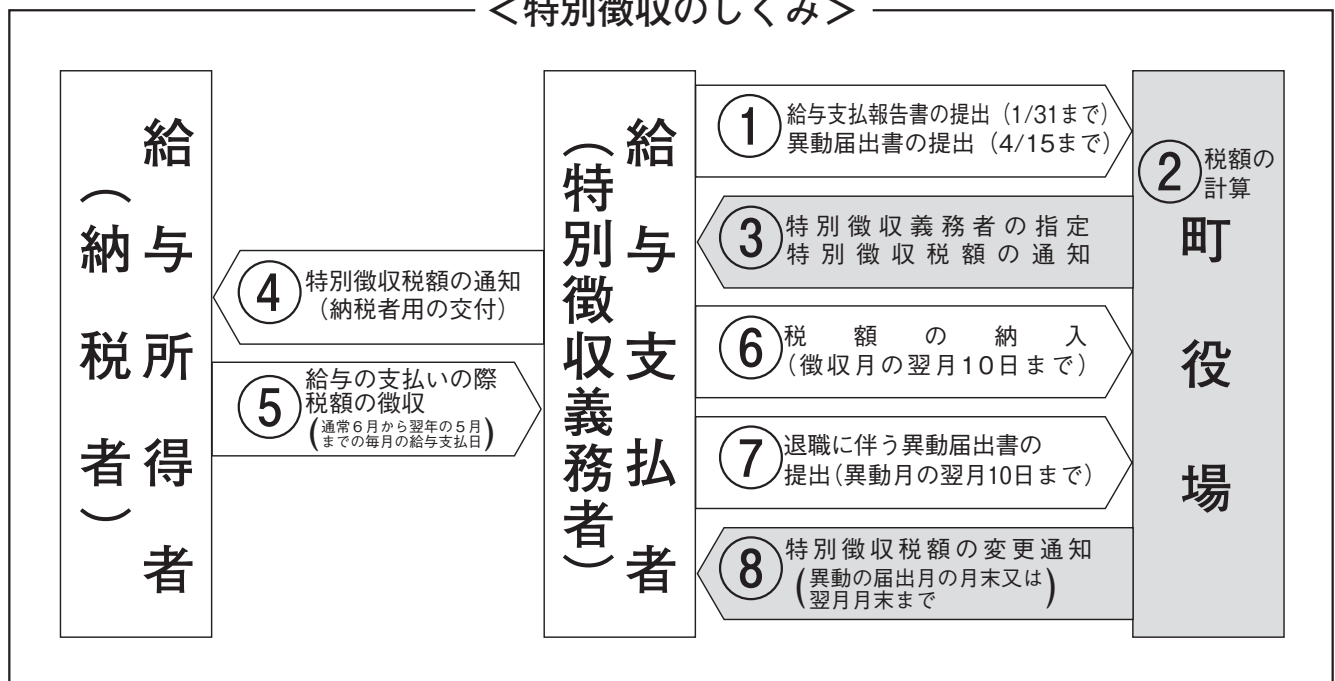 ＜特別徴収のしくみ＞
給与所得者
（納税者）
給与支払者
（特別徴収義務者）
町役場
①給与支払報告書の提出（1/31まで）
異動届出書の提出（4/15まで）
②税額の
計算
③特別徴収義務者の指定
特別徴収税額の通知
④特別徴収税額の通知
（納税者用の交付）
⑤給与の支払いの際
税額の徴収
（通常６月から翌年の５月
までの毎月の給与支払日）
⑥税額の納入
（徴収月の翌月10日まで）
⑦退職に伴う異動届出書の
提出（異動月の翌月10日まで）
⑧特別徴収税額の変更通知
（異動の届出月の月末又は
翌月月末まで）